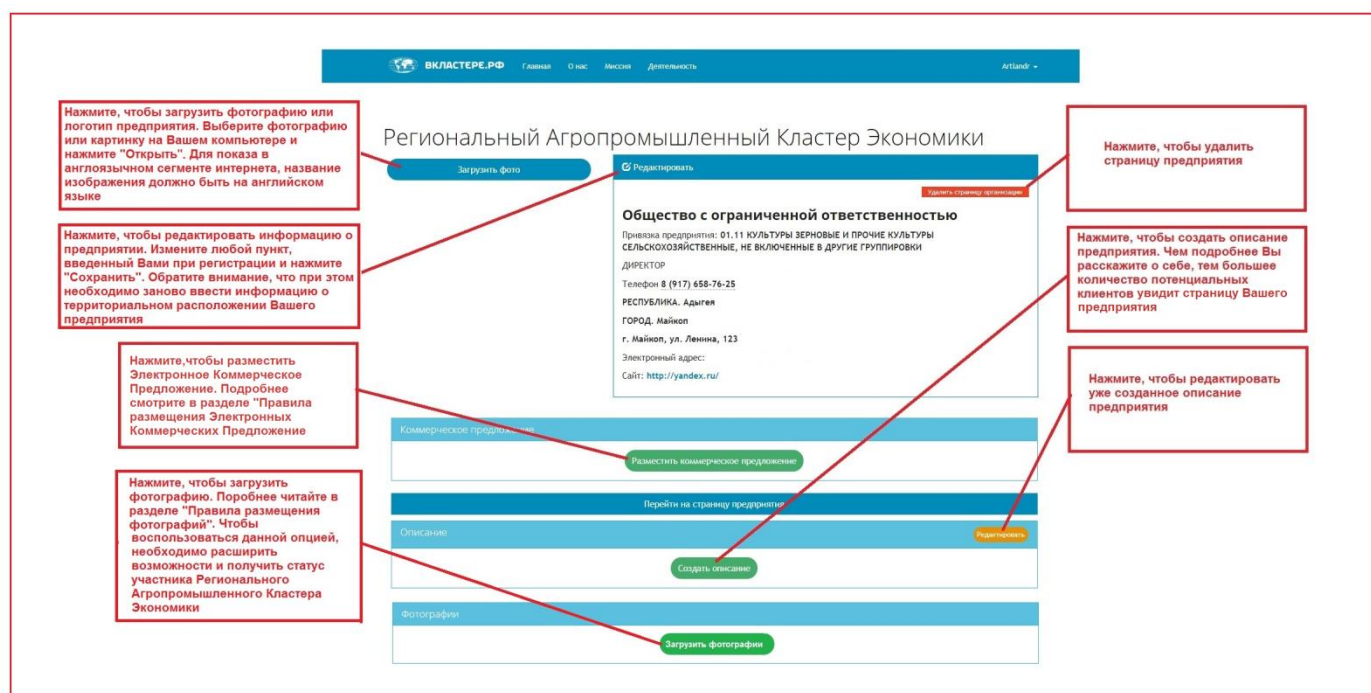 ВКЛАСТЕРЕ.РФ Главная О нас Миссия Деятельность Artlandr
Региональный Агропромышленный Кластер Экономики
Нажмите, чтобы загрузить фотографию или
логотип предприятия. Выберите фотографию
или картинку на Вашем компьютере и
нажмите "Открыть". Для показа в
англоязычном сегменте интернета, название
изображения должно быть на английском
языке
Загрузить фото
Редактировать
Удалить страницу организации
Нажмите, чтобы удалить
страницу предприятия
Нажмите, чтобы редактировать информацию о
предприятии. Измените любой пункт,
введенный Вами при регистрации и нажмите
"Сохранить". Обратите внимание, что при этом
необходимо заново ввести информацию о
территориальном расположении Вашего
предприятия
Общество с ограниченной ответственностью
Привязка предприятия: 01.11 КУЛЬТУРЫ ЗЕРНОВЫЕ И ПРОЧИЕ КУЛЬТУРЫ
СЕЛЬСКОХОЗЯЙСТВЕННЫЕ, НЕ ВКЛЮЧЕННЫЕ В ДРУГИЕ ГРУППИРОВКИ
ДИРЕКТОР
Телефон 8 (917) 658-76-25
РЕСПУБЛИКА. Адыгея
ГОРОД. Майкоп
г. Майкоп, ул. Ленина, 123
Электронный адрес:
Сайт: http://yandex.ru/
Нажмите, чтобы создать описание
предприятия. Чем подробнее Вы
расскажите о себе, тем большее
количество потенциальных
клиентов увидит страницу Вашего
предприятия
Нажмите,чтобы разместить
Электронное Коммерческое
Предложение. Подробнее
смотрите в разделе "Правила
размещения Электронных
Коммерческих Предложение
Нажмите, чтобы редактировать
уже созданное описание
предприятия
Коммерческое предложение
Разместить коммерческое предложение
Нажмите, чтобы загрузить
фотографию. Поробнее читайте в
разделе "Правила размещения
фотографий". Чтобы
воспользоваться данной опцией,
необходимо расширить
возможности и получить статус
участника Регионального
Агропромышленного Кластера
Экономики
Перейти на страницу предприятия
Описание
Редактировать
Создать описание
Фотографии
Загрузить фотографии